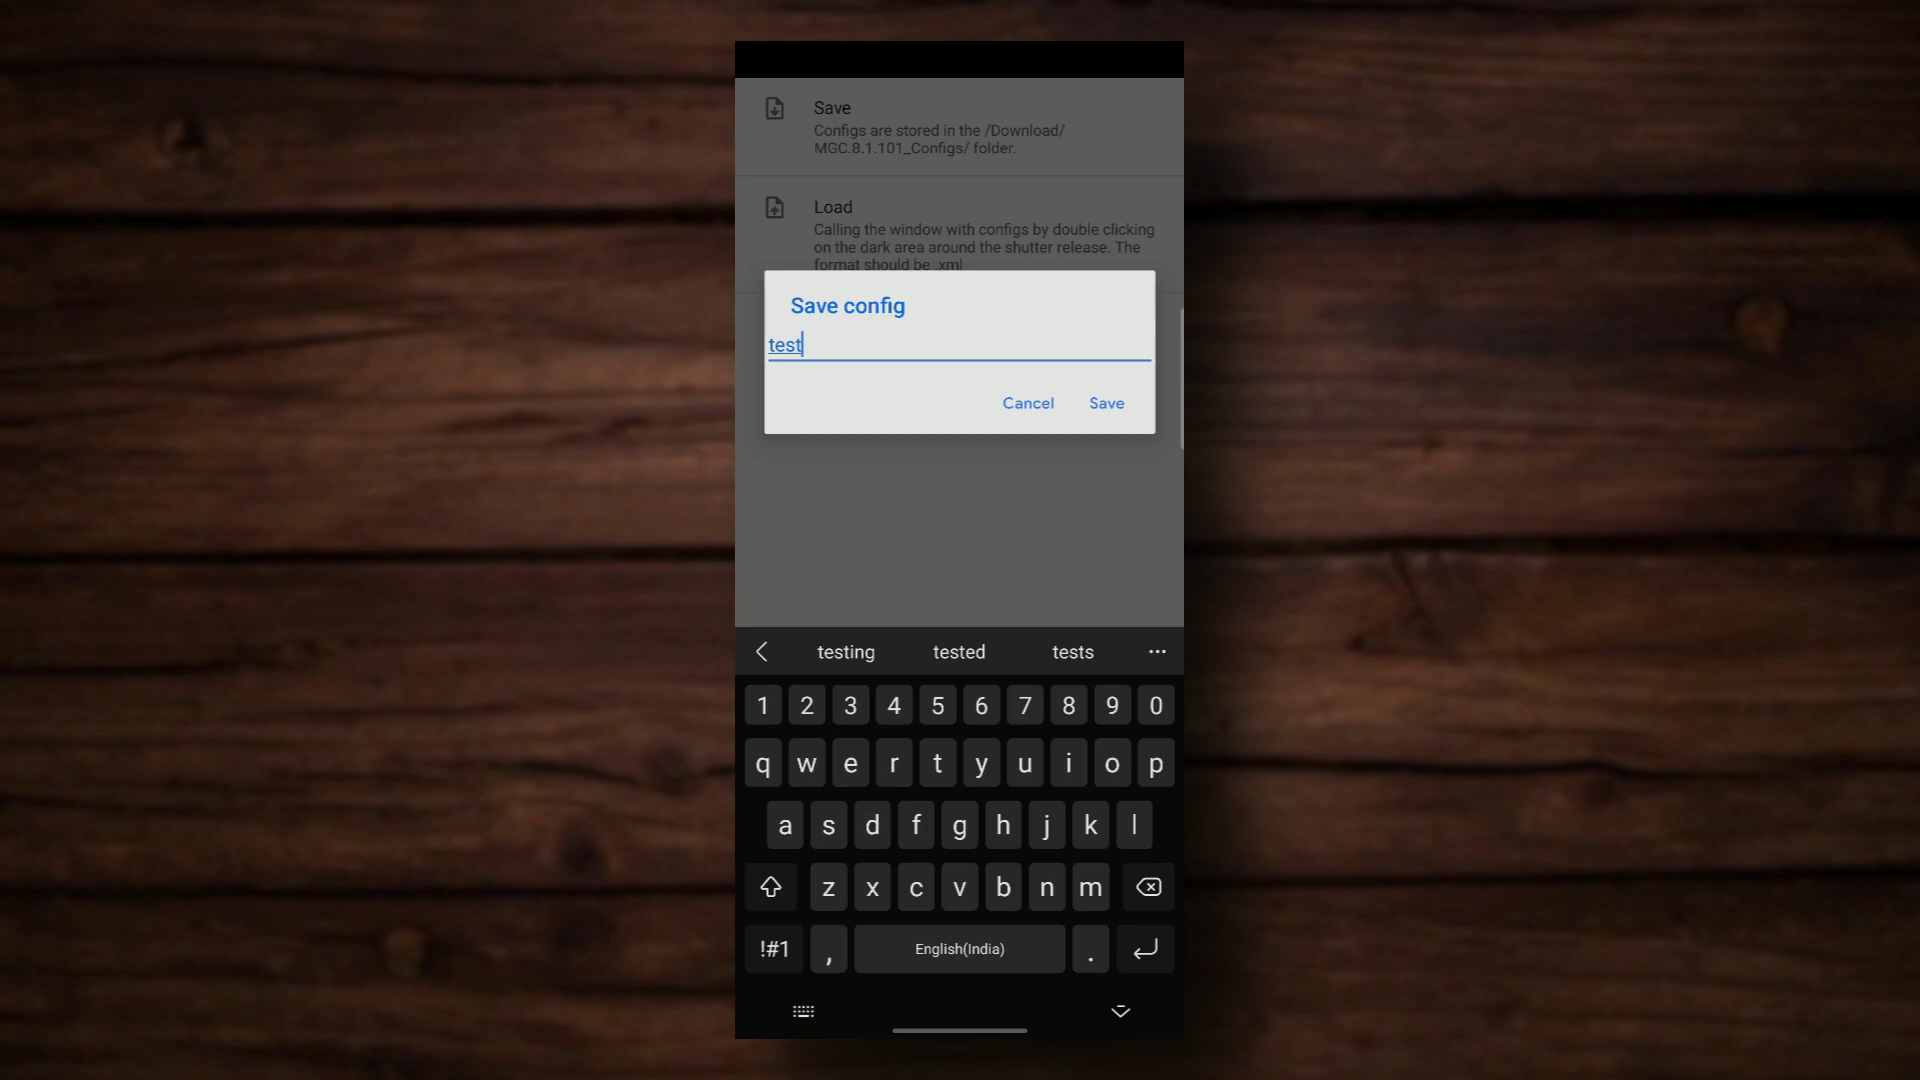 Save
Configs are stored in the /Download/
MGC.8.1.101_Configs/ folder.
Load
Calling the window with configs by double clicking
on the dark area around the shutter release. The
format should be .xml
Save config
test
Cancel Save
testing tested tests
1 2 3 4 5 6 7 8 9 0
q w e r t y u i o p
a s d f g h j k l
z x c v b n m
!#1 , English(India) .